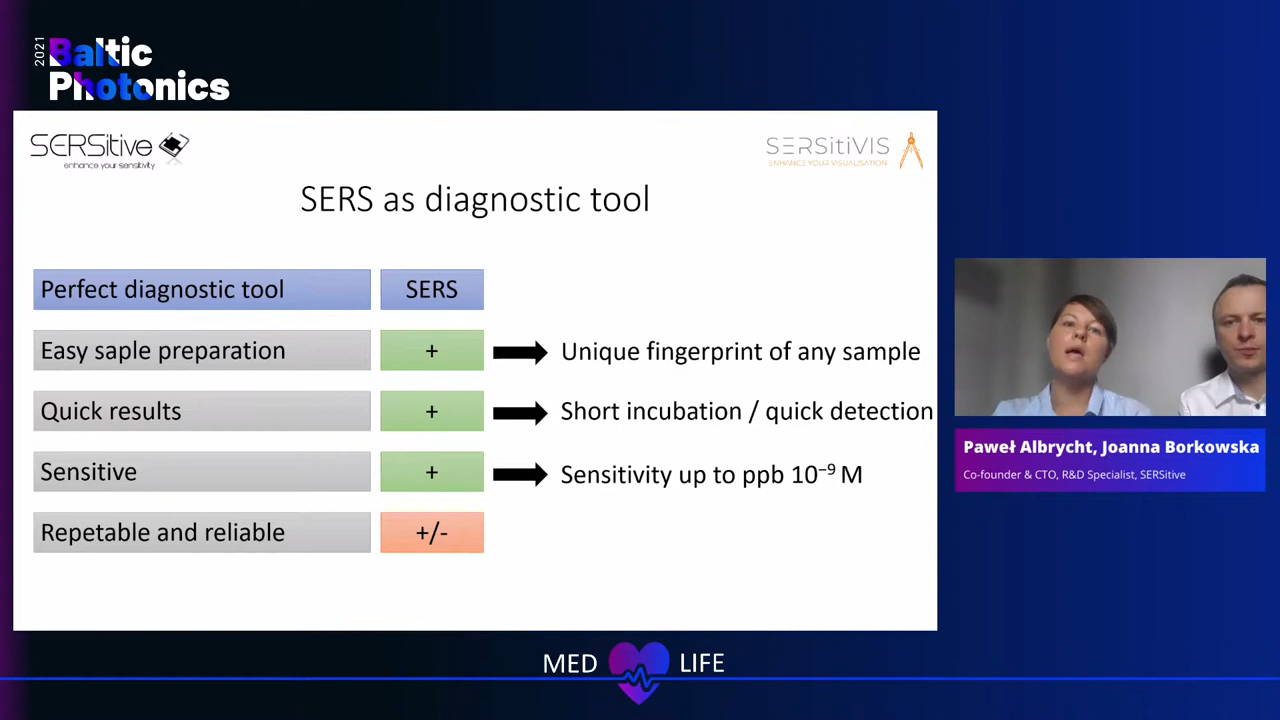 2021
Baltic
Photonics
SERSitive
enhance your sensitivity
SERSitiVIS
ENHANCE YOUR VISUALISATION
SERS as diagnostic tool
Perfect diagnostic tool SERS
Easy saple preparation + Unique fingerprint of any sample
Quick results + Short incubation / quick detection
Sensitive + Sensitivity up to ppb 10⁻⁹ M
Repetable and reliable +/-
Paweł Albrycht, Joanna Borkowska
Co-founder & CTO, R&D Specialist, SERSitive
MED LIFE